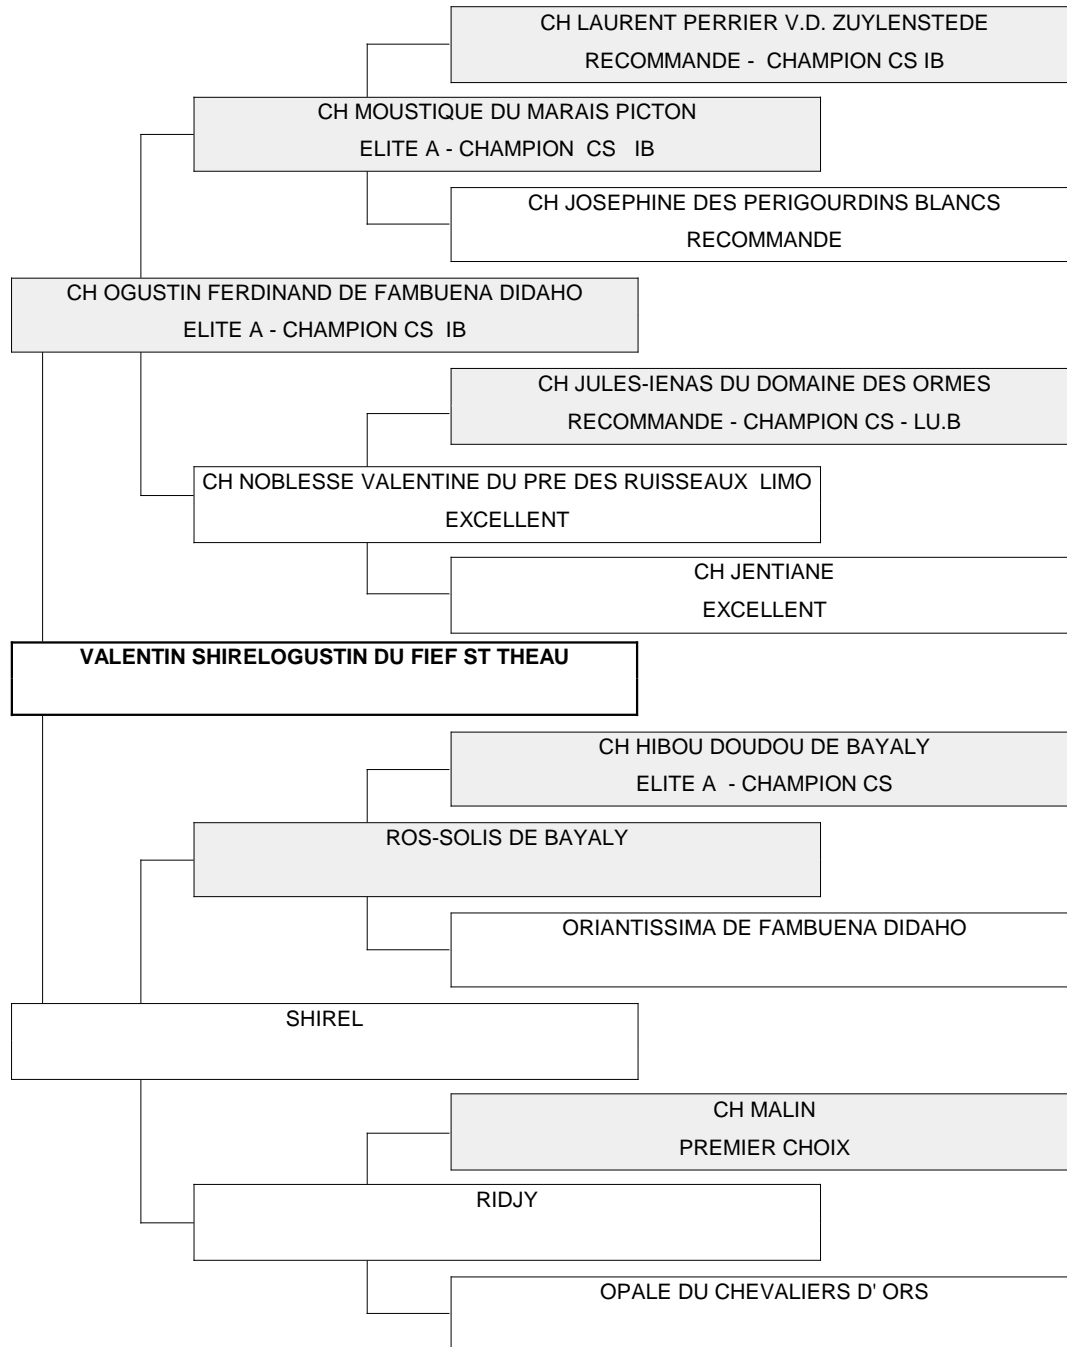 CH LAURENT PERRIER V.D. ZUYLENSTEDE
RECOMMANDE - CHAMPION CS IB
CH MOUSTIQUE DU MARAIS PICTON
ELITE A - CHAMPION CS IB
CH JOSEPHINE DES PERIGOURDINS BLANCS
RECOMMANDE
CH OGUSTIN FERDINAND DE FAMBUENA DIDAHO
ELITE A - CHAMPION CS IB
CH JULES-IENAS DU DOMAINE DES ORMES
RECOMMANDE - CHAMPION CS - LU.B
CH NOBLESSE VALENTINE DU PRE DES RUISSEAUX LIMO
EXCELLENT
CH JENTIANE
EXCELLENT
VALENTIN SHIRELOGUSTIN DU FIEF ST THEAU
CH HIBOU DOUDOU DE BAYALY
ELITE A - CHAMPION CS
ROS-SOLIS DE BAYALY
ORIANTISSIMA DE FAMBUENA DIDAHO
SHIREL
CH MALIN
PREMIER CHOIX
RIDJY
OPALE DU CHEVALIERS D' ORS